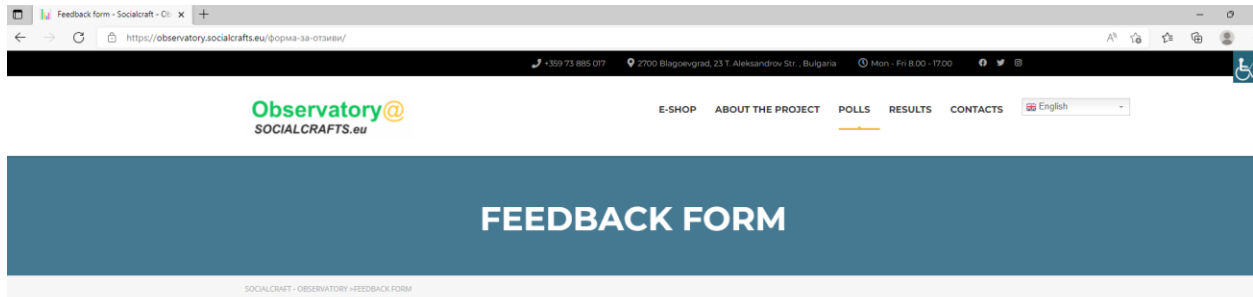 Feedback form - Socialcraft - Ob
https://observatory.socialcrafts.eu/форма-за-отзиви/
+359 73 885 017 2700 Blagoevgrad, 23 T. Aleksandrov Str. , Bulgaria Mon - Fri 8.00 - 17.00
Observatory@
SOCIALCRAFTS.eu
E-SHOP ABOUT THE PROJECT POLLS RESULTS CONTACTS English
FEEDBACK FORM
SOCIALCRAFT - OBSERVATORY >FEEDBACK FORM